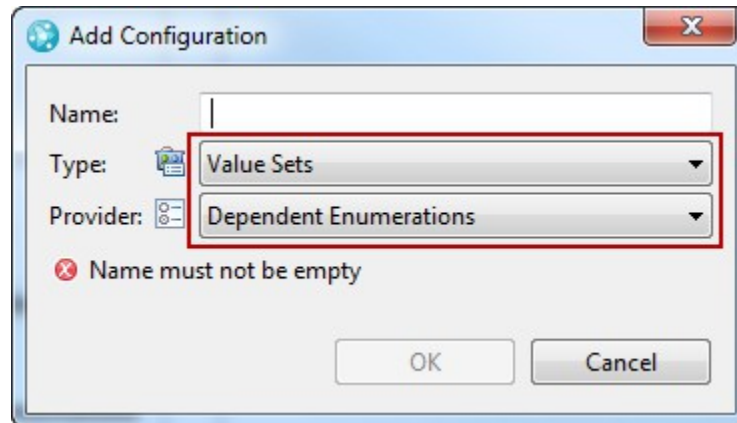 Add Configuration
Name:
Type: Value Sets
Provider: Dependent Enumerations
Name must not be empty
OK Cancel